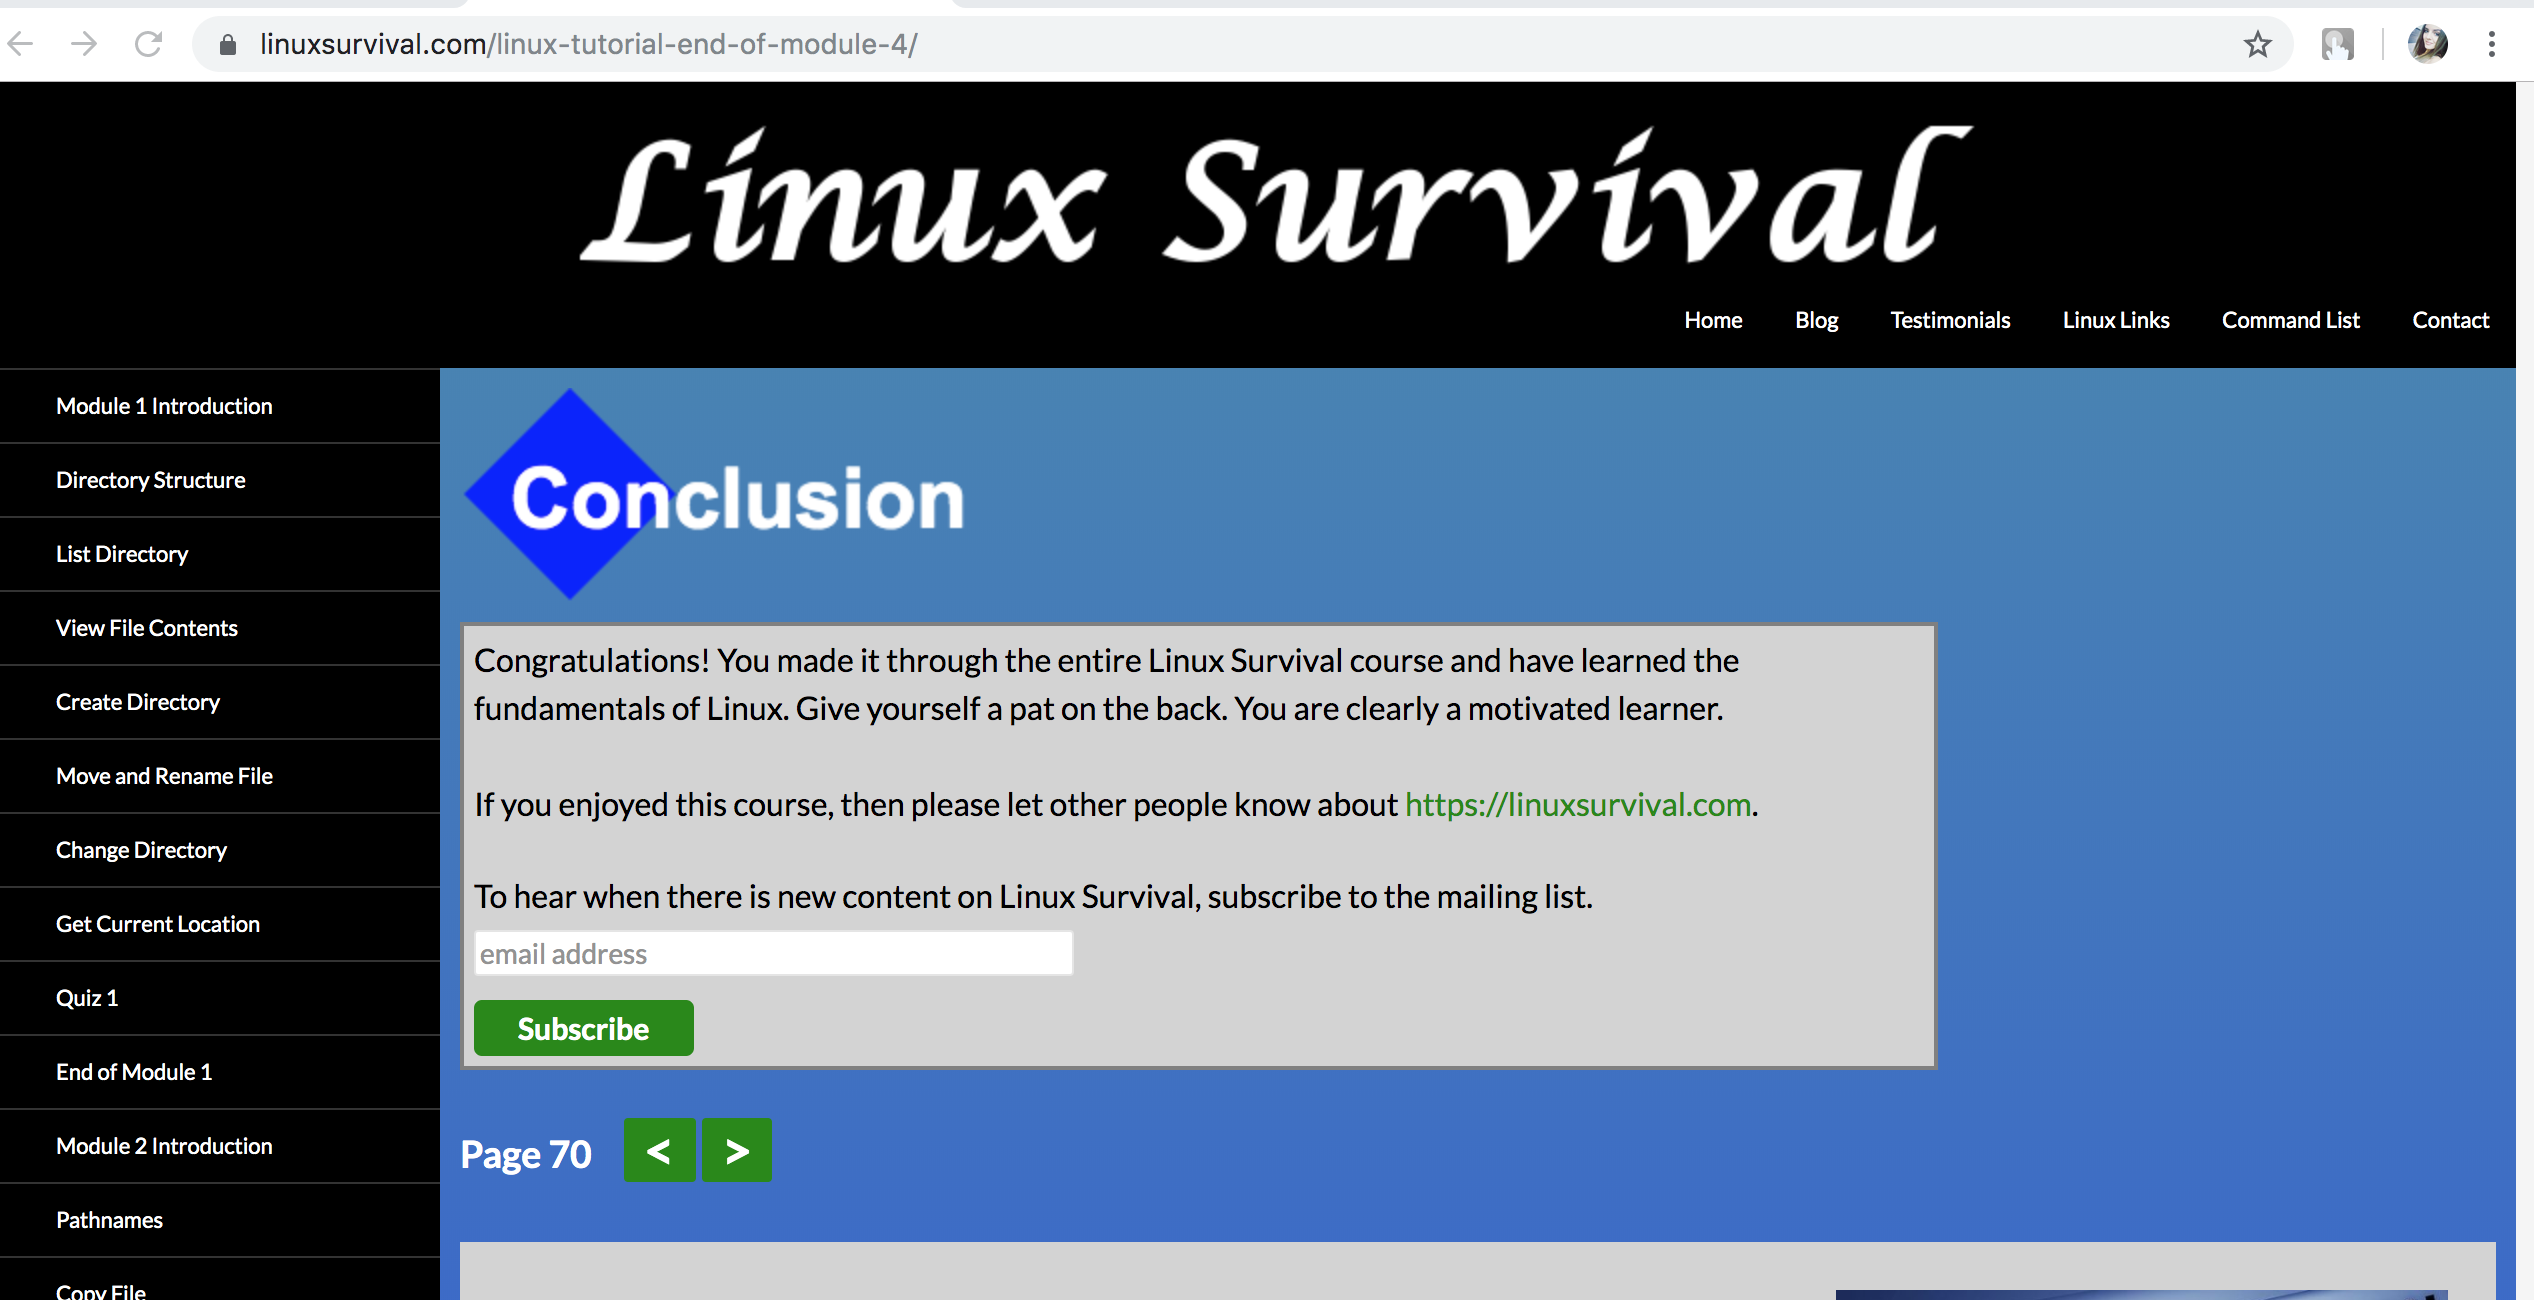 linuxsurvival.com/linux-tutorial-end-of-module-4/
Linux Survival
Home Blog Testimonials Linux Links Command List Contact
Module 1 Introduction
Directory Structure
List Directory
View File Contents
Create Directory
Move and Rename File
Change Directory
Get Current Location
Quiz 1
End of Module 1
Module 2 Introduction
Pathnames
Copy File
Conclusion
Congratulations! You made it through the entire Linux Survival course and have learned the
fundamentals of Linux. Give yourself a pat on the back. You are clearly a motivated learner.
If you enjoyed this course, then please let other people know about https://linuxsurvival.com.
To hear when there is new content on Linux Survival, subscribe to the mailing list.
email address
Subscribe
Page 70 < >